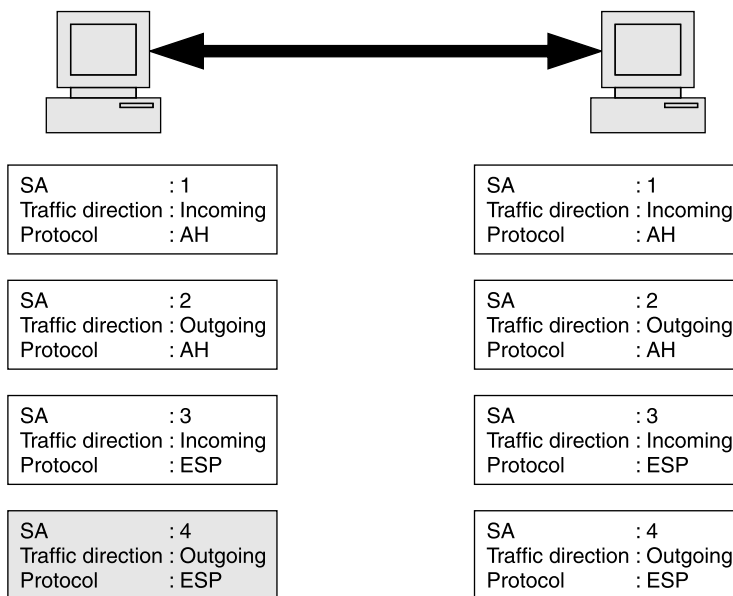 SA : 1
Traffic direction : Incoming
Protocol : AH
SA : 2
Traffic direction : Outgoing
Protocol : AH
SA : 3
Traffic direction : Incoming
Protocol : ESP
SA : 4
Traffic direction : Outgoing
Protocol : ESP
SA : 1
Traffic direction : Incoming
Protocol : AH
SA : 2
Traffic direction : Outgoing
Protocol : AH
SA : 3
Traffic direction : Incoming
Protocol : ESP
SA : 4
Traffic direction : Outgoing
Protocol : ESP